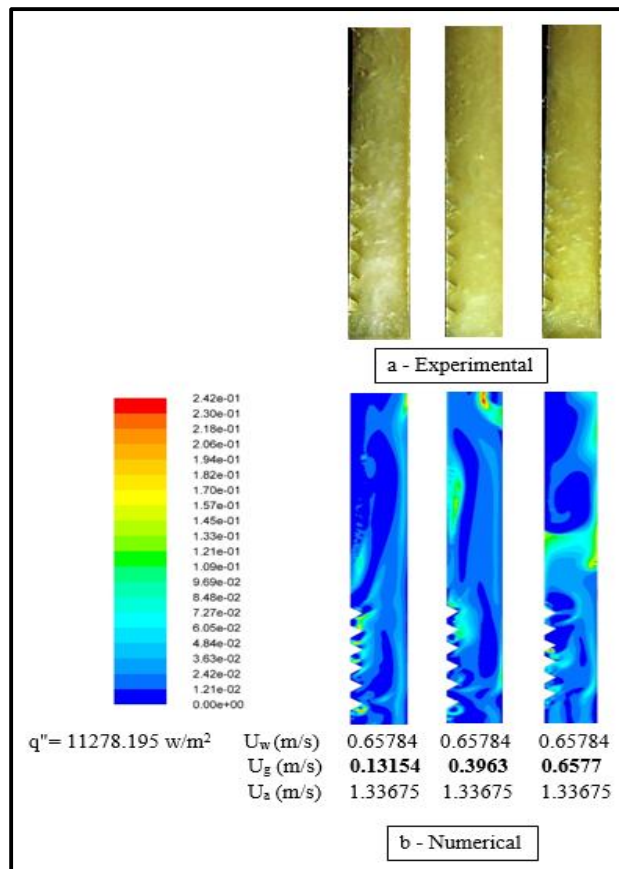 a - Experimental
2.42e-01
2.30e-01
2.18e-01
2.06e-01
1.94e-01
1.82e-01
1.70e-01
1.57e-01
1.45e-01
1.33e-01
1.21e-01
1.09e-01
9.69e-02
8.48e-02
7.27e-02
6.05e-02
4.84e-02
3.63e-02
2.42e-02
1.21e-02
0.00e+00
q"= 11278.195 w/m² U_w (m/s) 0.65784 0.65784 0.65784
U_g (m/s) 0.13154 0.3963 0.6577
U_a (m/s) 1.33675 1.33675 1.33675
b - Numerical